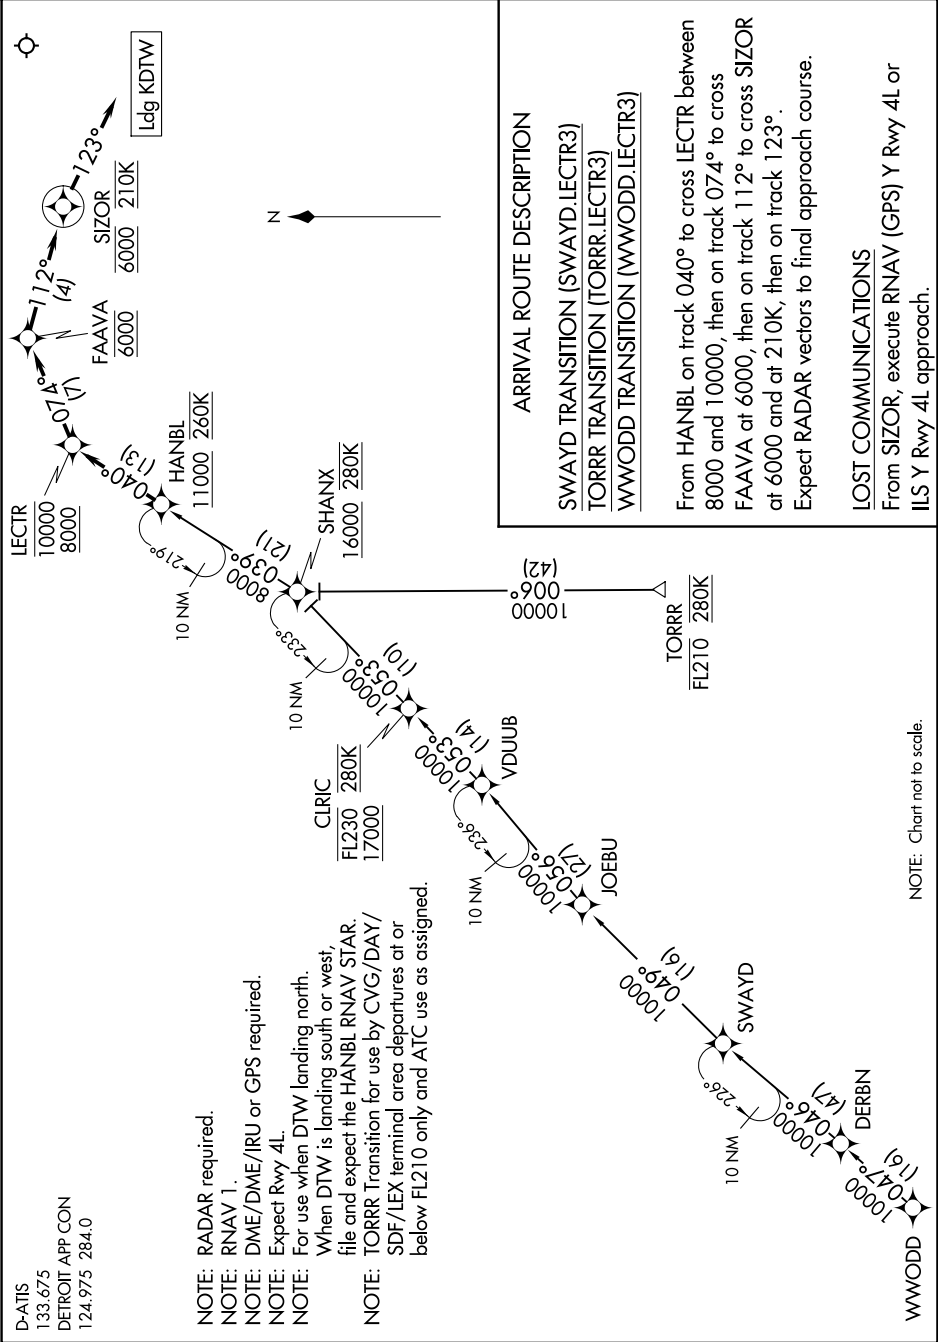 D-ATIS
133.675
DETROIT APP CON
124.975 284.0
NOTE: RADAR required.
NOTE: RNAV 1.
NOTE: DME/DME/IRU or GPS required.
NOTE: Expect Rwy 4L.
NOTE: For use when DTW landing north.
When DTW is landing south or west,
file and expect the HANBL RNAV STAR.
NOTE: TORRR Transition for use by CVG/DAY/
SDF/LEX terminal area departures at or
below FL210 only and ATC use as assigned.
LECTR
10000
8000
074°
(7)
FAAVA
6000
112°
(4)
SIZOR
6000 210K
123°
Ldg KDTW
N
040°
(13)
HANBL
11000 260K
219°
10 NM
8000
039°
(21)
SHANX
16000 280K
233°
10 NM
10000
053°
(10)
CLRIC
FL230 280K
17000
10000
053°
(14)
VDUUB
236°
10 NM
10000
10000
056°
(27)
JOEBU
10000
049°
(16)
SWAYD
226°
10 NM
10000
10000
046°
(47)
DERBN
10000
047°
(16)
WWODD
10000
006°
(42)
TORRR
FL210 280K
NOTE: Chart not to scale.
ARRIVAL ROUTE DESCRIPTION
SWAYD TRANSITION (SWAYD.LECTR3)
TORRR TRANSITION (TORRR.LECTR3)
WWODD TRANSITION (WWODD.LECTR3)
From HANBL on track 040° to cross LECTR between
8000 and 10000, then on track 074° to cross
FAAVA at 6000, then on track 112° to cross SIZOR
at 6000 and at 210K, then on track 123°.
Expect RADAR vectors to final approach course.
LOST COMMUNICATIONS
From SIZOR, execute RNAV (GPS) Y Rwy 4L or
ILS Y Rwy 4L approach.